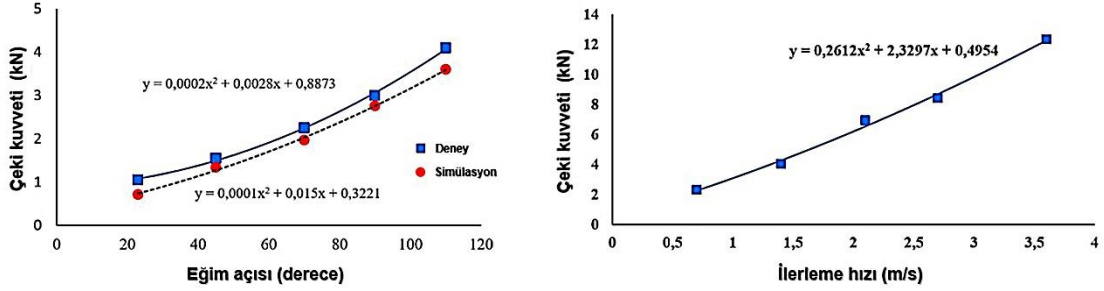 Çeki kuvveti (kN)
5
4
3
2
1
0
y = 0,0002x² + 0,0028x + 0,8873
Deney
Simülasyon
y = 0,0001x² + 0,015x + 0,3221
0 20 40 60 80 100 120
Eğim açısı (derece)
Çeki kuvveti (kN)
14
12
10
8
6
4
2
0
y = 0,2612x² + 2,3297x + 0,4954
0 0,5 1 1,5 2 2,5 3 3,5 4
İlerleme hızı (m/s)